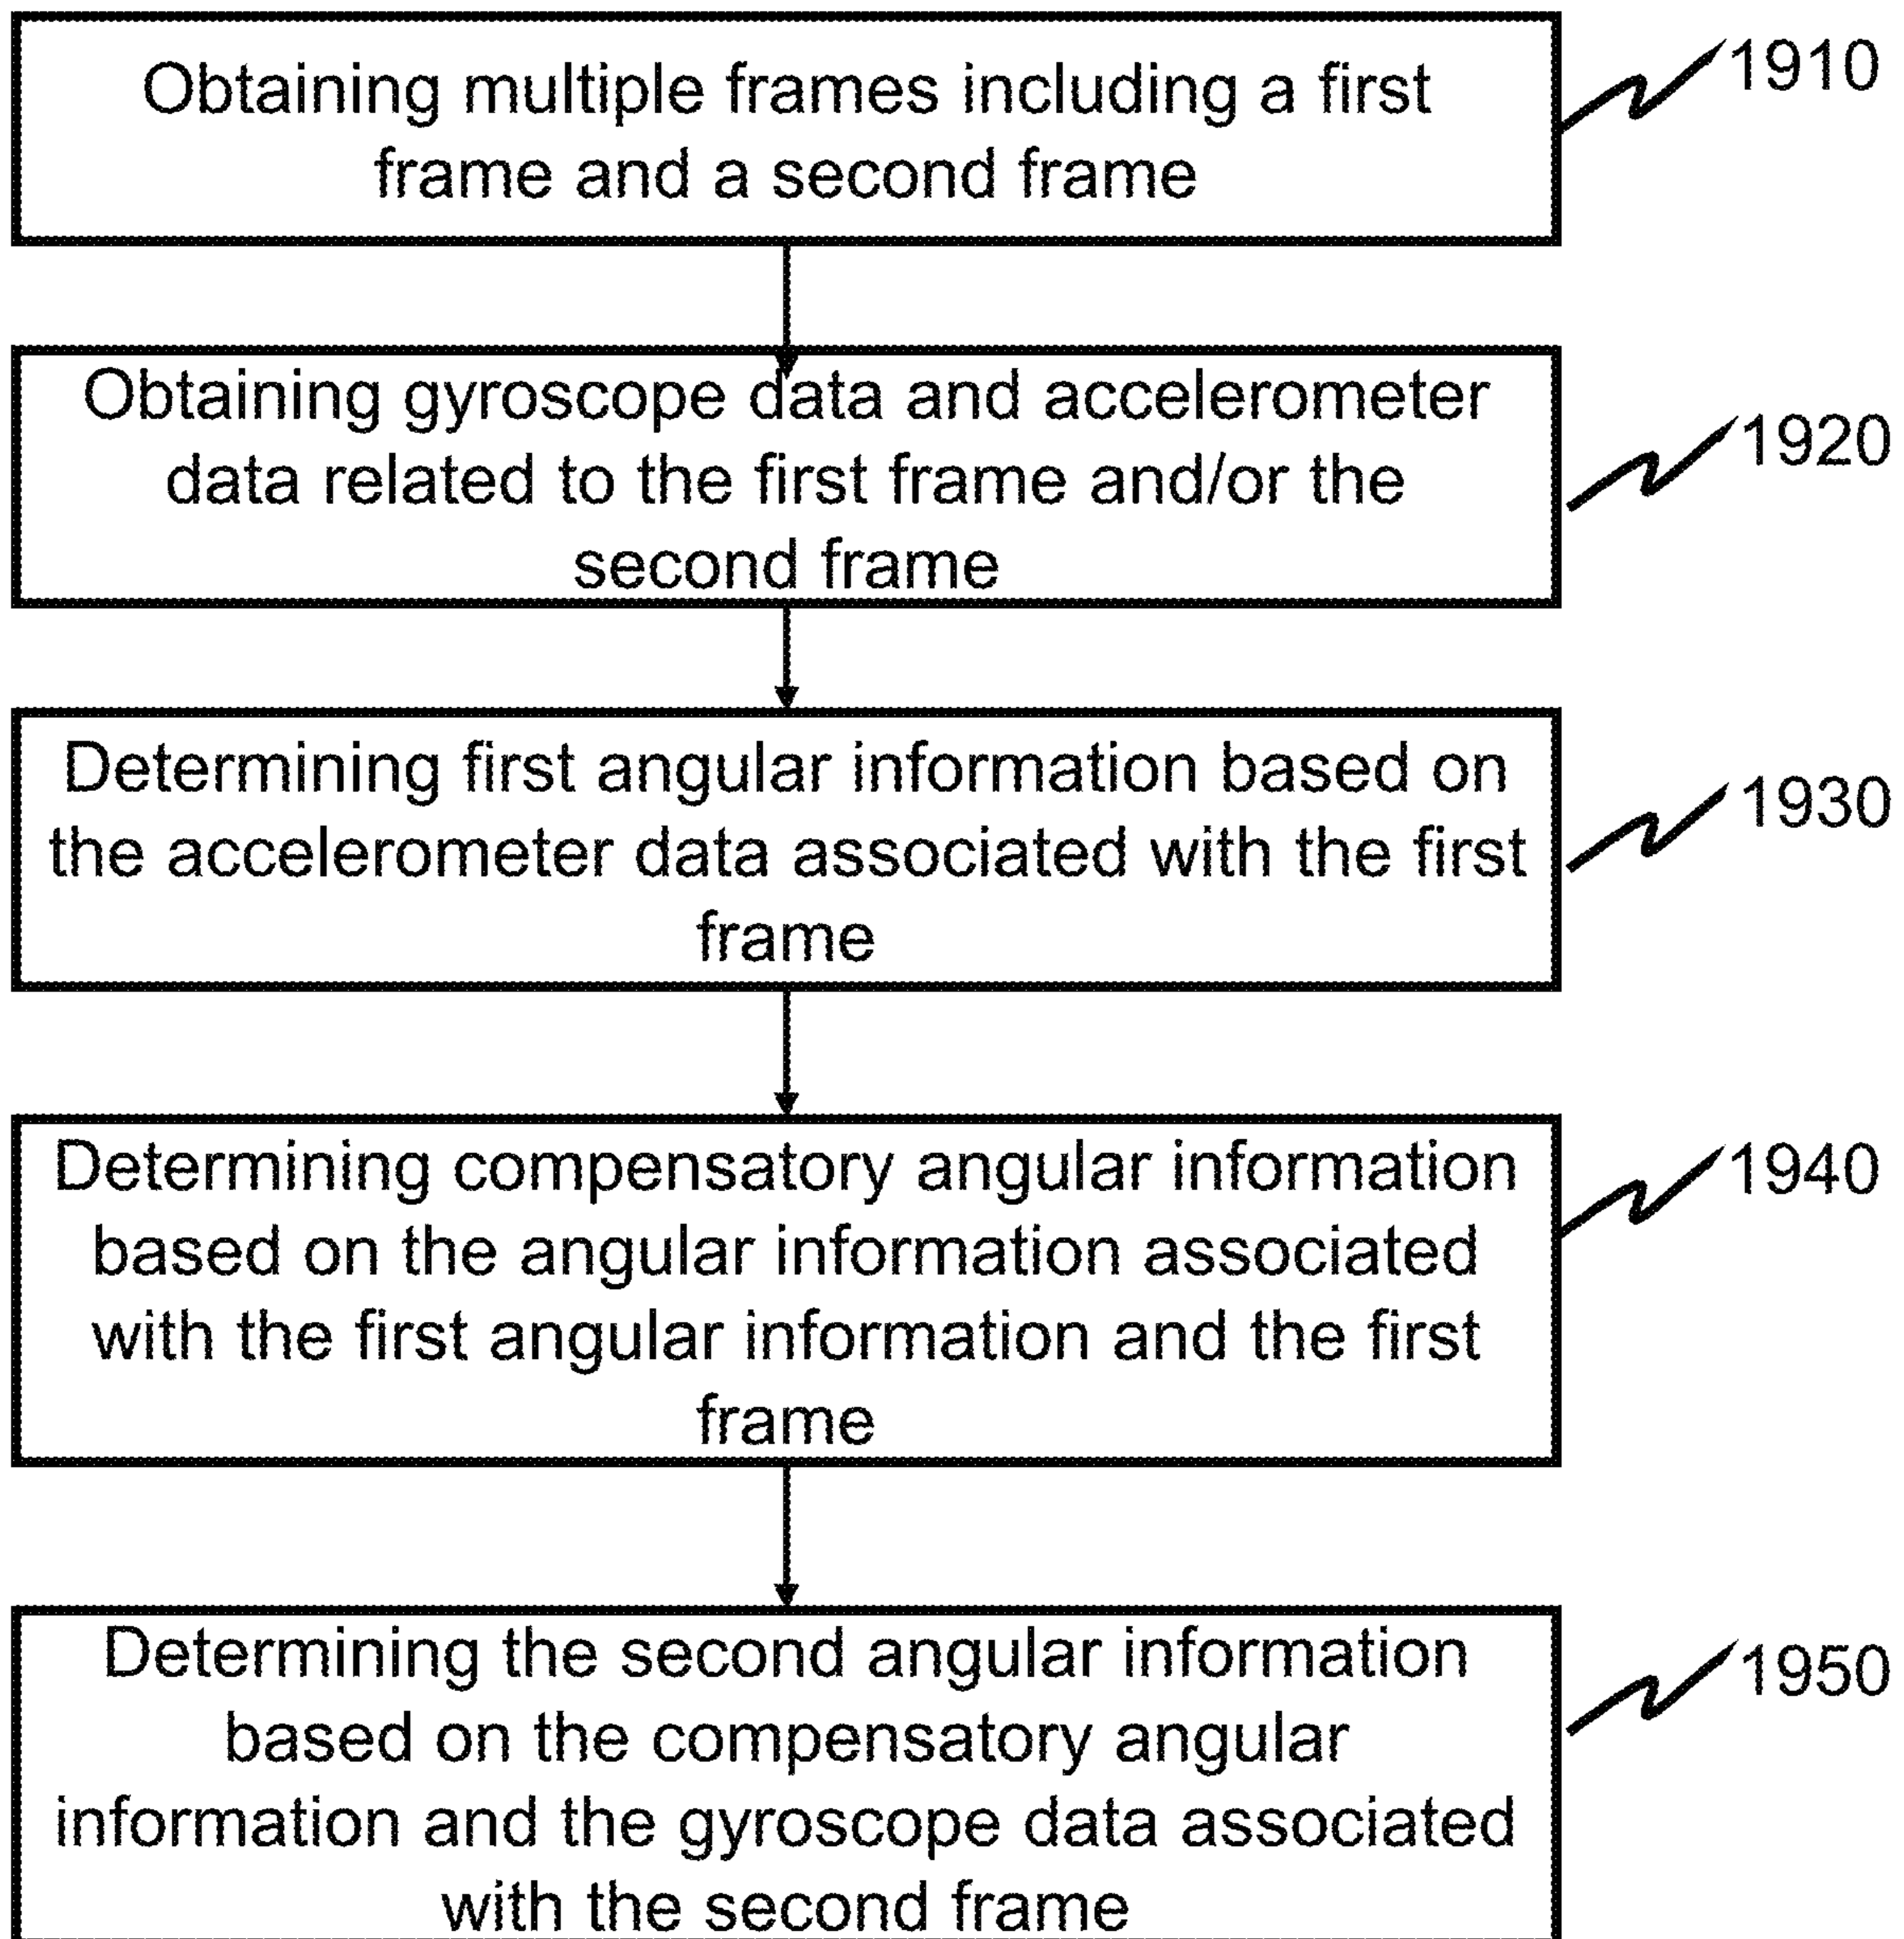 Obtaining multiple frames including a first
frame and a second frame
1910
Obtaining gyroscope data and accelerometer
data related to the first frame and/or the
second frame
1920
Determining first angular information based on
the accelerometer data associated with the first
frame
1930
Determining compensatory angular information
based on the angular information associated
with the first angular information and the first
frame
1940
Determining the second angular information
based on the compensatory angular
information and the gyroscope data associated
with the second frame
1950